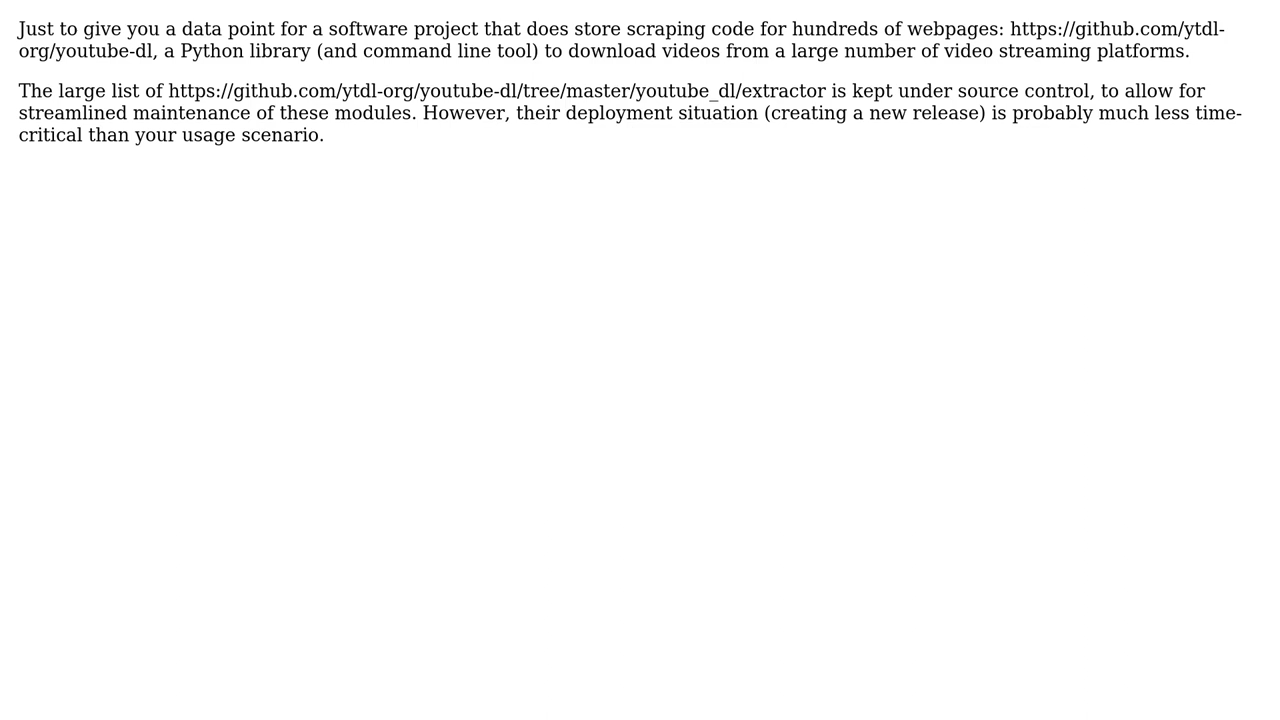 Just to give you a data point for a software project that does store scraping code for hundreds of webpages: https://github.com/ytdl-
org/youtube-dl, a Python library (and command line tool) to download videos from a large number of video streaming platforms.
The large list of https://github.com/ytdl-org/youtube-dl/tree/master/youtube_dl/extractor is kept under source control, to allow for
streamlined maintenance of these modules. However, their deployment situation (creating a new release) is probably much less time-
critical than your usage scenario.